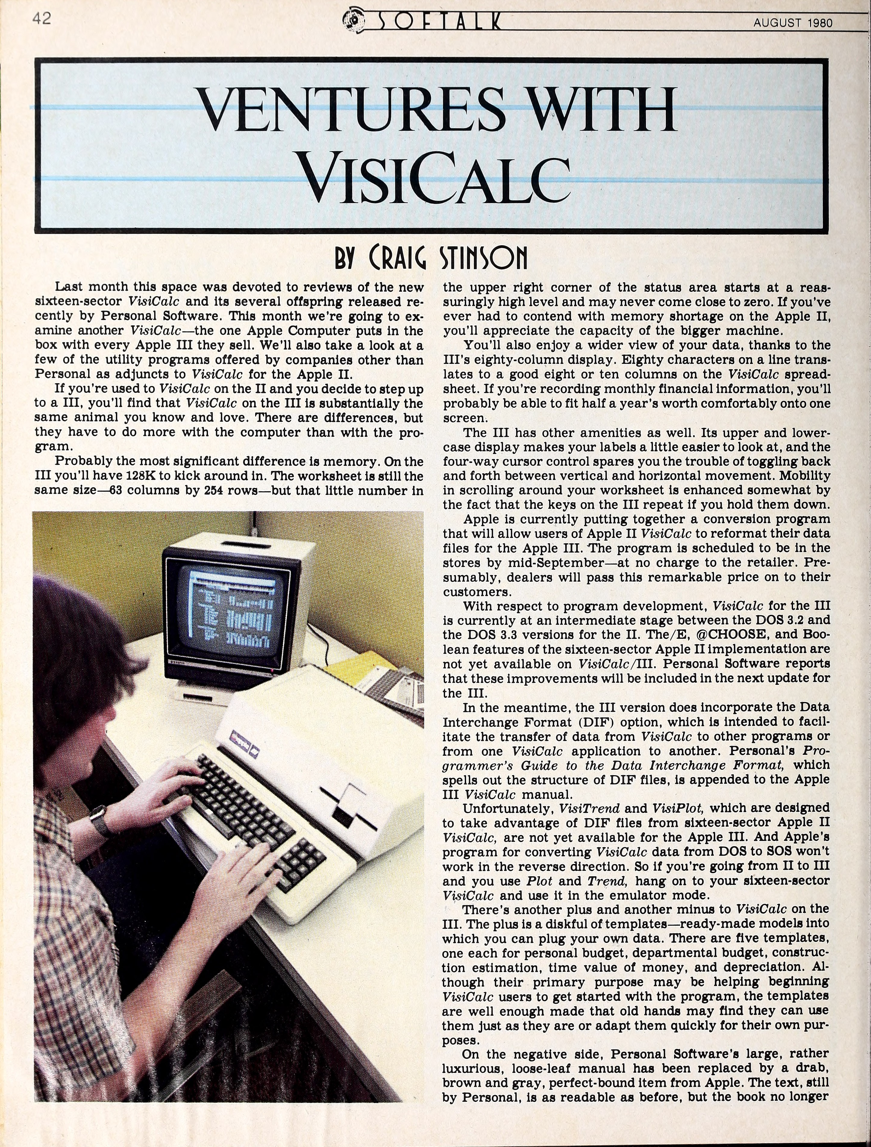 42
SOFTALK
AUGUST 1980
VENTURES WITH
VISICALC
BY CRAIG STINSON
Last month this space was devoted to reviews of the new
sixteen-sector VisiCalc and its several offspring released re-
cently by Personal Software. This month we're going to ex-
amine another VisiCalc—the one Apple Computer puts in the
box with every Apple III they sell. We'll also take a look at a
few of the utility programs offered by companies other than
Personal as adjuncts to VisiCalc for the Apple II.
If you're used to VisiCalc on the II and you decide to step up
to a III, you'll find that VisiCalc on the III is substantially the
same animal you know and love. There are differences, but
they have to do more with the computer than with the pro-
gram.
Probably the most significant difference is memory. On the
III you'll have 128K to kick around in. The worksheet is still the
same size—63 columns by 254 rows—but that little number in
the upper right corner of the status area starts at a reas-
suringly high level and may never come close to zero. If you've
ever had to contend with memory shortage on the Apple II,
you'll appreciate the capacity of the bigger machine.
You'll also enjoy a wider view of your data, thanks to the
III's eighty-column display. Eighty characters on a line trans-
lates to a good eight or ten columns on the VisiCalc spread-
sheet. If you're recording monthly financial information, you'll
probably be able to fit half a year's worth comfortably onto one
screen.
The III has other amenities as well. Its upper and lower-
case display makes your labels a little easier to look at, and the
four-way cursor control spares you the trouble of toggling back
and forth between vertical and horizontal movement. Mobility
in scrolling around your worksheet is enhanced somewhat by
the fact that the keys on the III repeat if you hold them down.
Apple is currently putting together a conversion program
that will allow users of Apple II VisiCalc to reformat their data
files for the Apple III. The program is scheduled to be in the
stores by mid-September—at no charge to the retailer. Pre-
sumably, dealers will pass this remarkable price on to their
customers.
With respect to program development, VisiCalc for the III
is currently at an intermediate stage between the DOS 3.2 and
the DOS 3.3 versions for the II. The/E, @CHOOSE, and Boo-
lean features of the sixteen-sector Apple II implementation are
not yet available on VisiCalc/III. Personal Software reports
that these improvements will be included in the next update for
the III.
In the meantime, the III version does incorporate the Data
Interchange Format (DIF) option, which is intended to facil-
itate the transfer of data from VisiCalc to other programs or
from one VisiCalc application to another. Personal's Pro-
grammer's Guide to the Data Interchange Format, which
spells out the structure of DIF files, is appended to the Apple
III VisiCalc manual.
Unfortunately, VisiTrend and VisiPlot, which are designed
to take advantage of DIF files from sixteen-sector Apple II
VisiCalc, are not yet available for the Apple III. And Apple's
program for converting VisiCalc data from DOS to SOS won't
work in the reverse direction. So if you're going from II to III
and you use Plot and Trend, hang on to your sixteen-sector
VisiCalc and use it in the emulator mode.
There's another plus and another minus to VisiCalc on the
III. The plus is a diskful of templates—ready-made models into
which you can plug your own data. There are five templates,
one each for personal budget, departmental budget, construc-
tion estimation, time value of money, and depreciation. Al-
though their primary purpose may be helping beginning
VisiCalc users to get started with the program, the templates
are well enough made that old hands may find they can use
them just as they are or adapt them quickly for their own pur-
poses.
On the negative side, Personal Software's large, rather
luxurious, loose-leaf manual has been replaced by a drab,
brown and gray, perfect-bound item from Apple. The text, still
by Personal, is as readable as before, but the book no longer